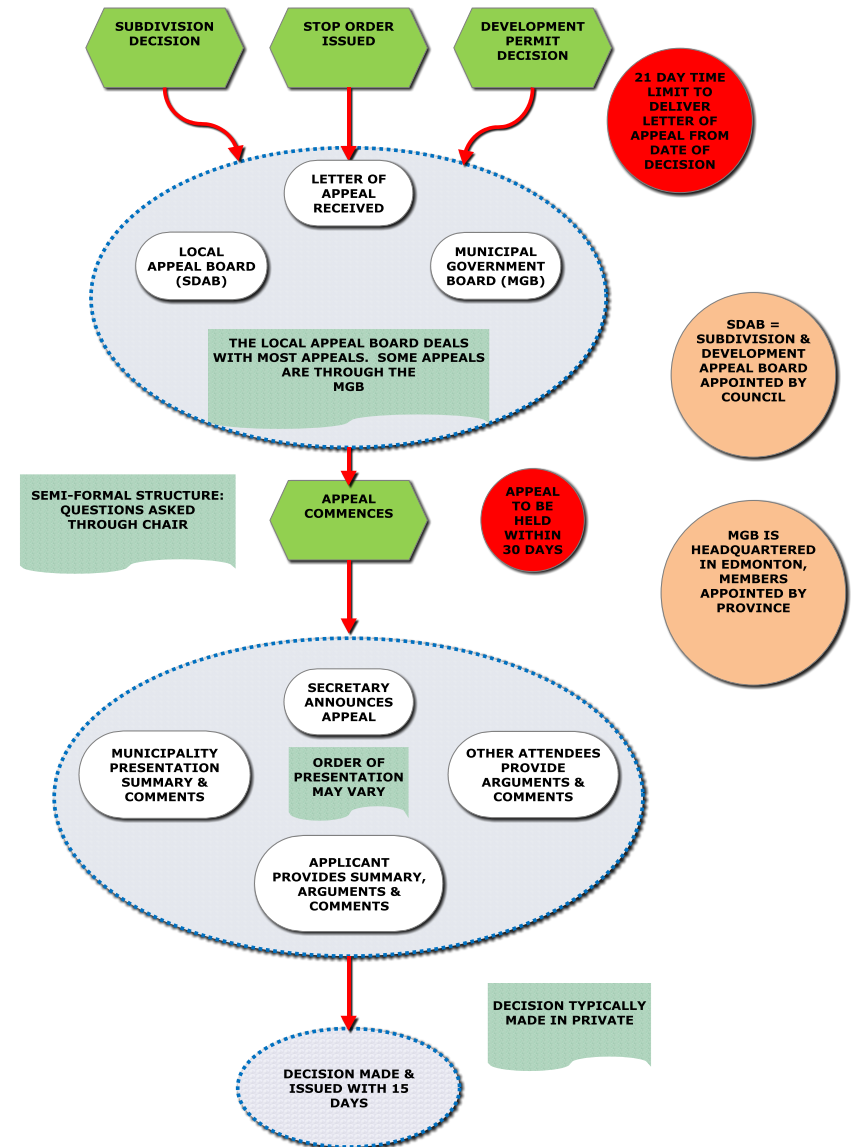 SUBDIVISION
DECISION
STOP ORDER
ISSUED
DEVELOPMENT
PERMIT
DECISION
21 DAY TIME
LIMIT TO
DELIVER
LETTER OF
APPEAL FROM
DATE OF
DECISION
LETTER OF
APPEAL
RECEIVED
LOCAL
APPEAL BOARD
(SDAB)
MUNICIPAL
GOVERNMENT
BOARD (MGB)
THE LOCAL APPEAL BOARD DEALS
WITH MOST APPEALS.  SOME APPEALS
ARE THROUGH THE
MGB
SDAB =
SUBDIVISION &
DEVELOPMENT
APPEAL BOARD
APPOINTED BY
COUNCIL
SEMI-FORMAL STRUCTURE:
QUESTIONS ASKED
THROUGH CHAIR
APPEAL
COMMENCES
APPEAL
TO BE
HELD
WITHIN
30 DAYS
MGB IS
HEADQUARTERED
IN EDMONTON,
MEMBERS
APPOINTED BY
PROVINCE
SECRETARY
ANNOUNCES
APPEAL
MUNICIPALITY
PRESENTATION
SUMMARY &
COMMENTS
ORDER OF
PRESENTATION
MAY VARY
OTHER ATTENDEES
PROVIDE
ARGUMENTS &
COMMENTS
APPLICANT
PROVIDES SUMMARY,
ARGUMENTS &
COMMENTS
DECISION TYPICALLY
MADE IN PRIVATE
DECISION MADE &
ISSUED WITH 15
DAYS